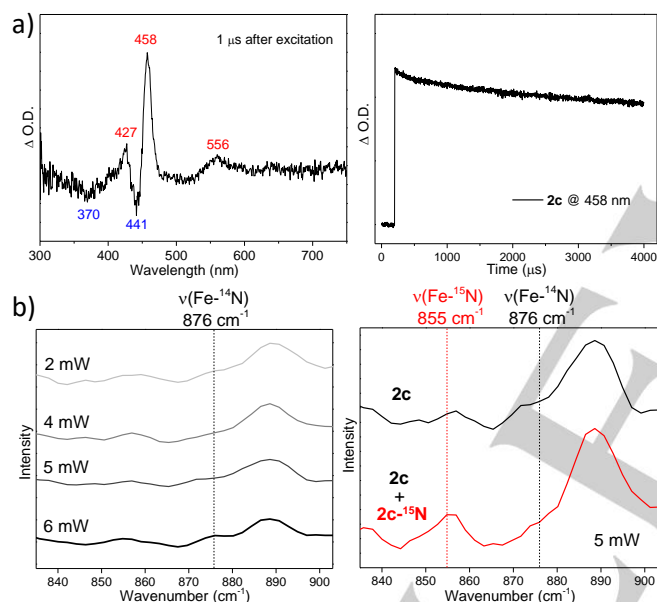 a)
458
1 μs after excitation
427
556
370
441
Δ O.D.
300 400 500 600 700
Wavelength (nm)
Δ O.D.
2c @ 458 nm
0 1000 2000 3000 4000
Time (μs)
b)
ν(Fe-¹⁴N)
876 cm⁻¹
2 mW
4 mW
5 mW
6 mW
Intensity
840 850 860 870 880 890 900
Wavenumber (cm⁻¹)
ν(Fe-¹⁵N)
855 cm⁻¹
ν(Fe-¹⁴N)
876 cm⁻¹
2c
2c
+
2c-¹⁵N
5 mW
Intensity
840 850 860 870 880 890 900
Wavenumber (cm⁻¹)